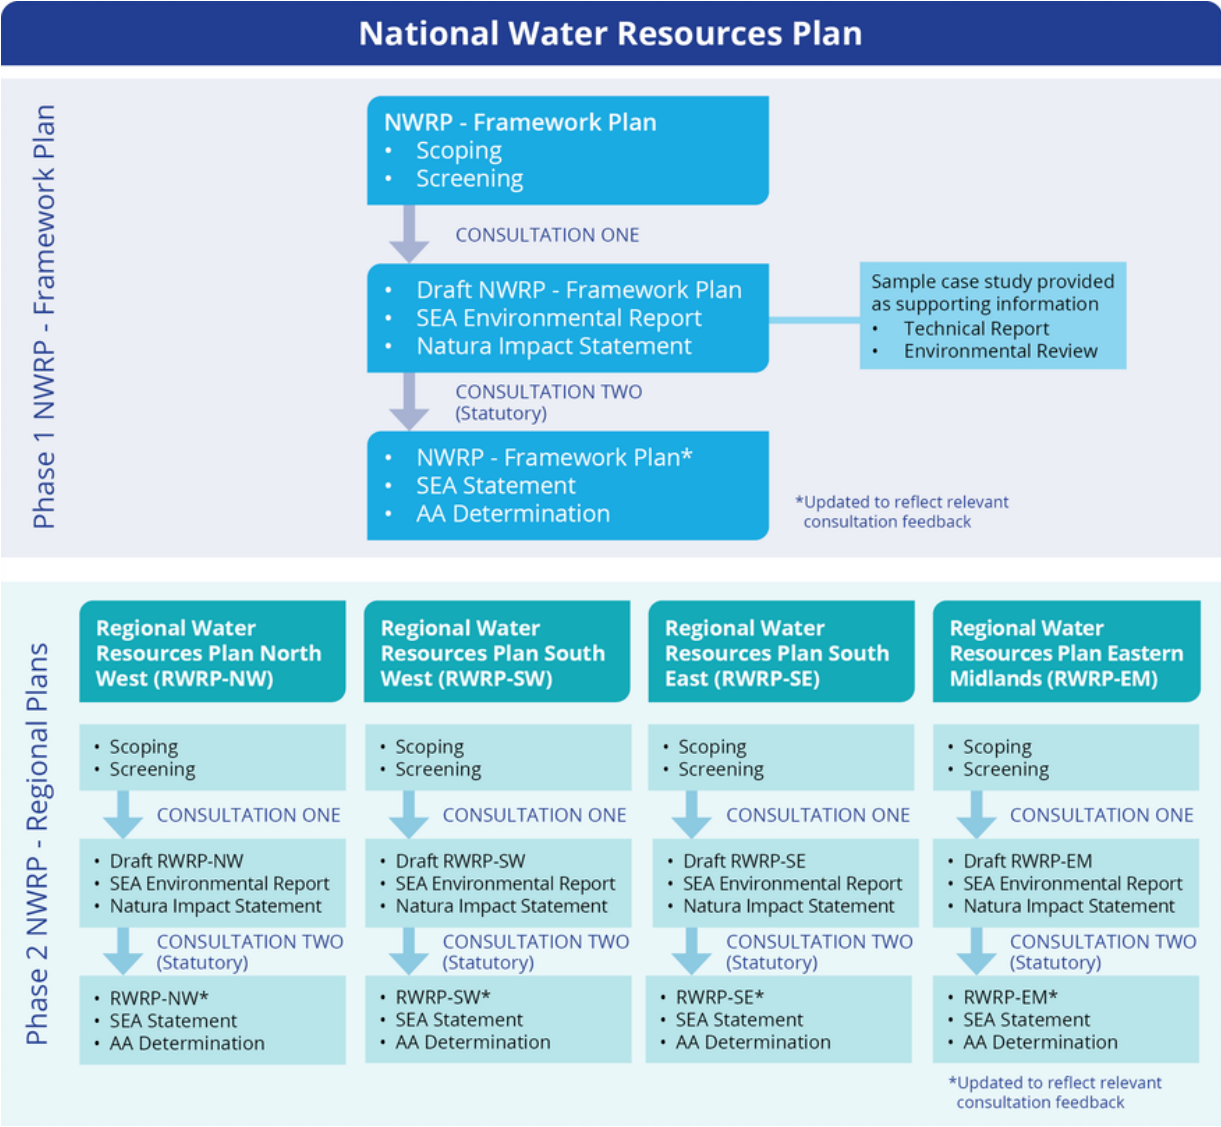 National Water Resources Plan
Phase 1 NWRP - Framework Plan
NWRP - Framework Plan
• Scoping
• Screening
CONSULTATION ONE
• Draft NWRP - Framework Plan
• SEA Environmental Report
• Natura Impact Statement
Sample case study provided
as supporting information
• Technical Report
• Environmental Review
CONSULTATION TWO
(Statutory)
• NWRP - Framework Plan*
• SEA Statement
• AA Determination
*Updated to reflect relevant
consultation feedback
Phase 2 NWRP - Regional Plans
Regional Water
Resources Plan North
West (RWRP-NW)
• Scoping
• Screening
CONSULTATION ONE
• Draft RWRP-NW
• SEA Environmental Report
• Natura Impact Statement
CONSULTATION TWO
(Statutory)
• RWRP-NW*
• SEA Statement
• AA Determination
Regional Water
Resources Plan South
West (RWRP-SW)
• Scoping
• Screening
CONSULTATION ONE
• Draft RWRP-SW
• SEA Environmental Report
• Natura Impact Statement
CONSULTATION TWO
(Statutory)
• RWRP-SW*
• SEA Statement
• AA Determination
Regional Water
Resources Plan South
East (RWRP-SE)
• Scoping
• Screening
CONSULTATION ONE
• Draft RWRP-SE
• SEA Environmental Report
• Natura Impact Statement
CONSULTATION TWO
(Statutory)
• RWRP-SE*
• SEA Statement
• AA Determination
Regional Water
Resources Plan Eastern
Midlands (RWRP-EM)
• Scoping
• Screening
CONSULTATION ONE
• Draft RWRP-EM
• SEA Environmental Report
• Natura Impact Statement
CONSULTATION TWO
(Statutory)
• RWRP-EM*
• SEA Statement
• AA Determination
*Updated to reflect relevant
consultation feedback